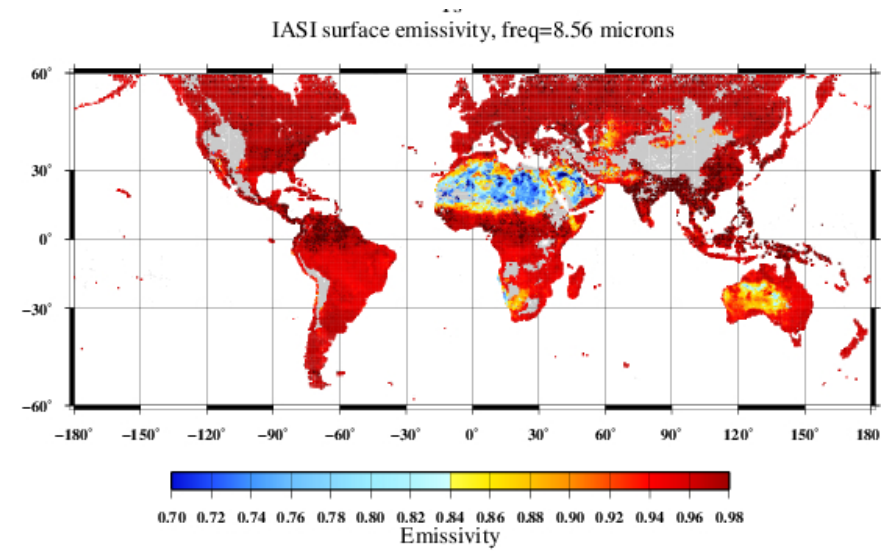 IASI surface emissivity, freq=8.56 microns
60°
30°
0°
−30°
−60°
−180° −150° −120° −90° −60° −30° 0° 30° 60° 90° 120° 150° 180
0.70 0.72 0.74 0.76 0.78 0.80 0.82 0.84 0.86 0.88 0.90 0.92 0.94 0.96 0.98
Emissivity